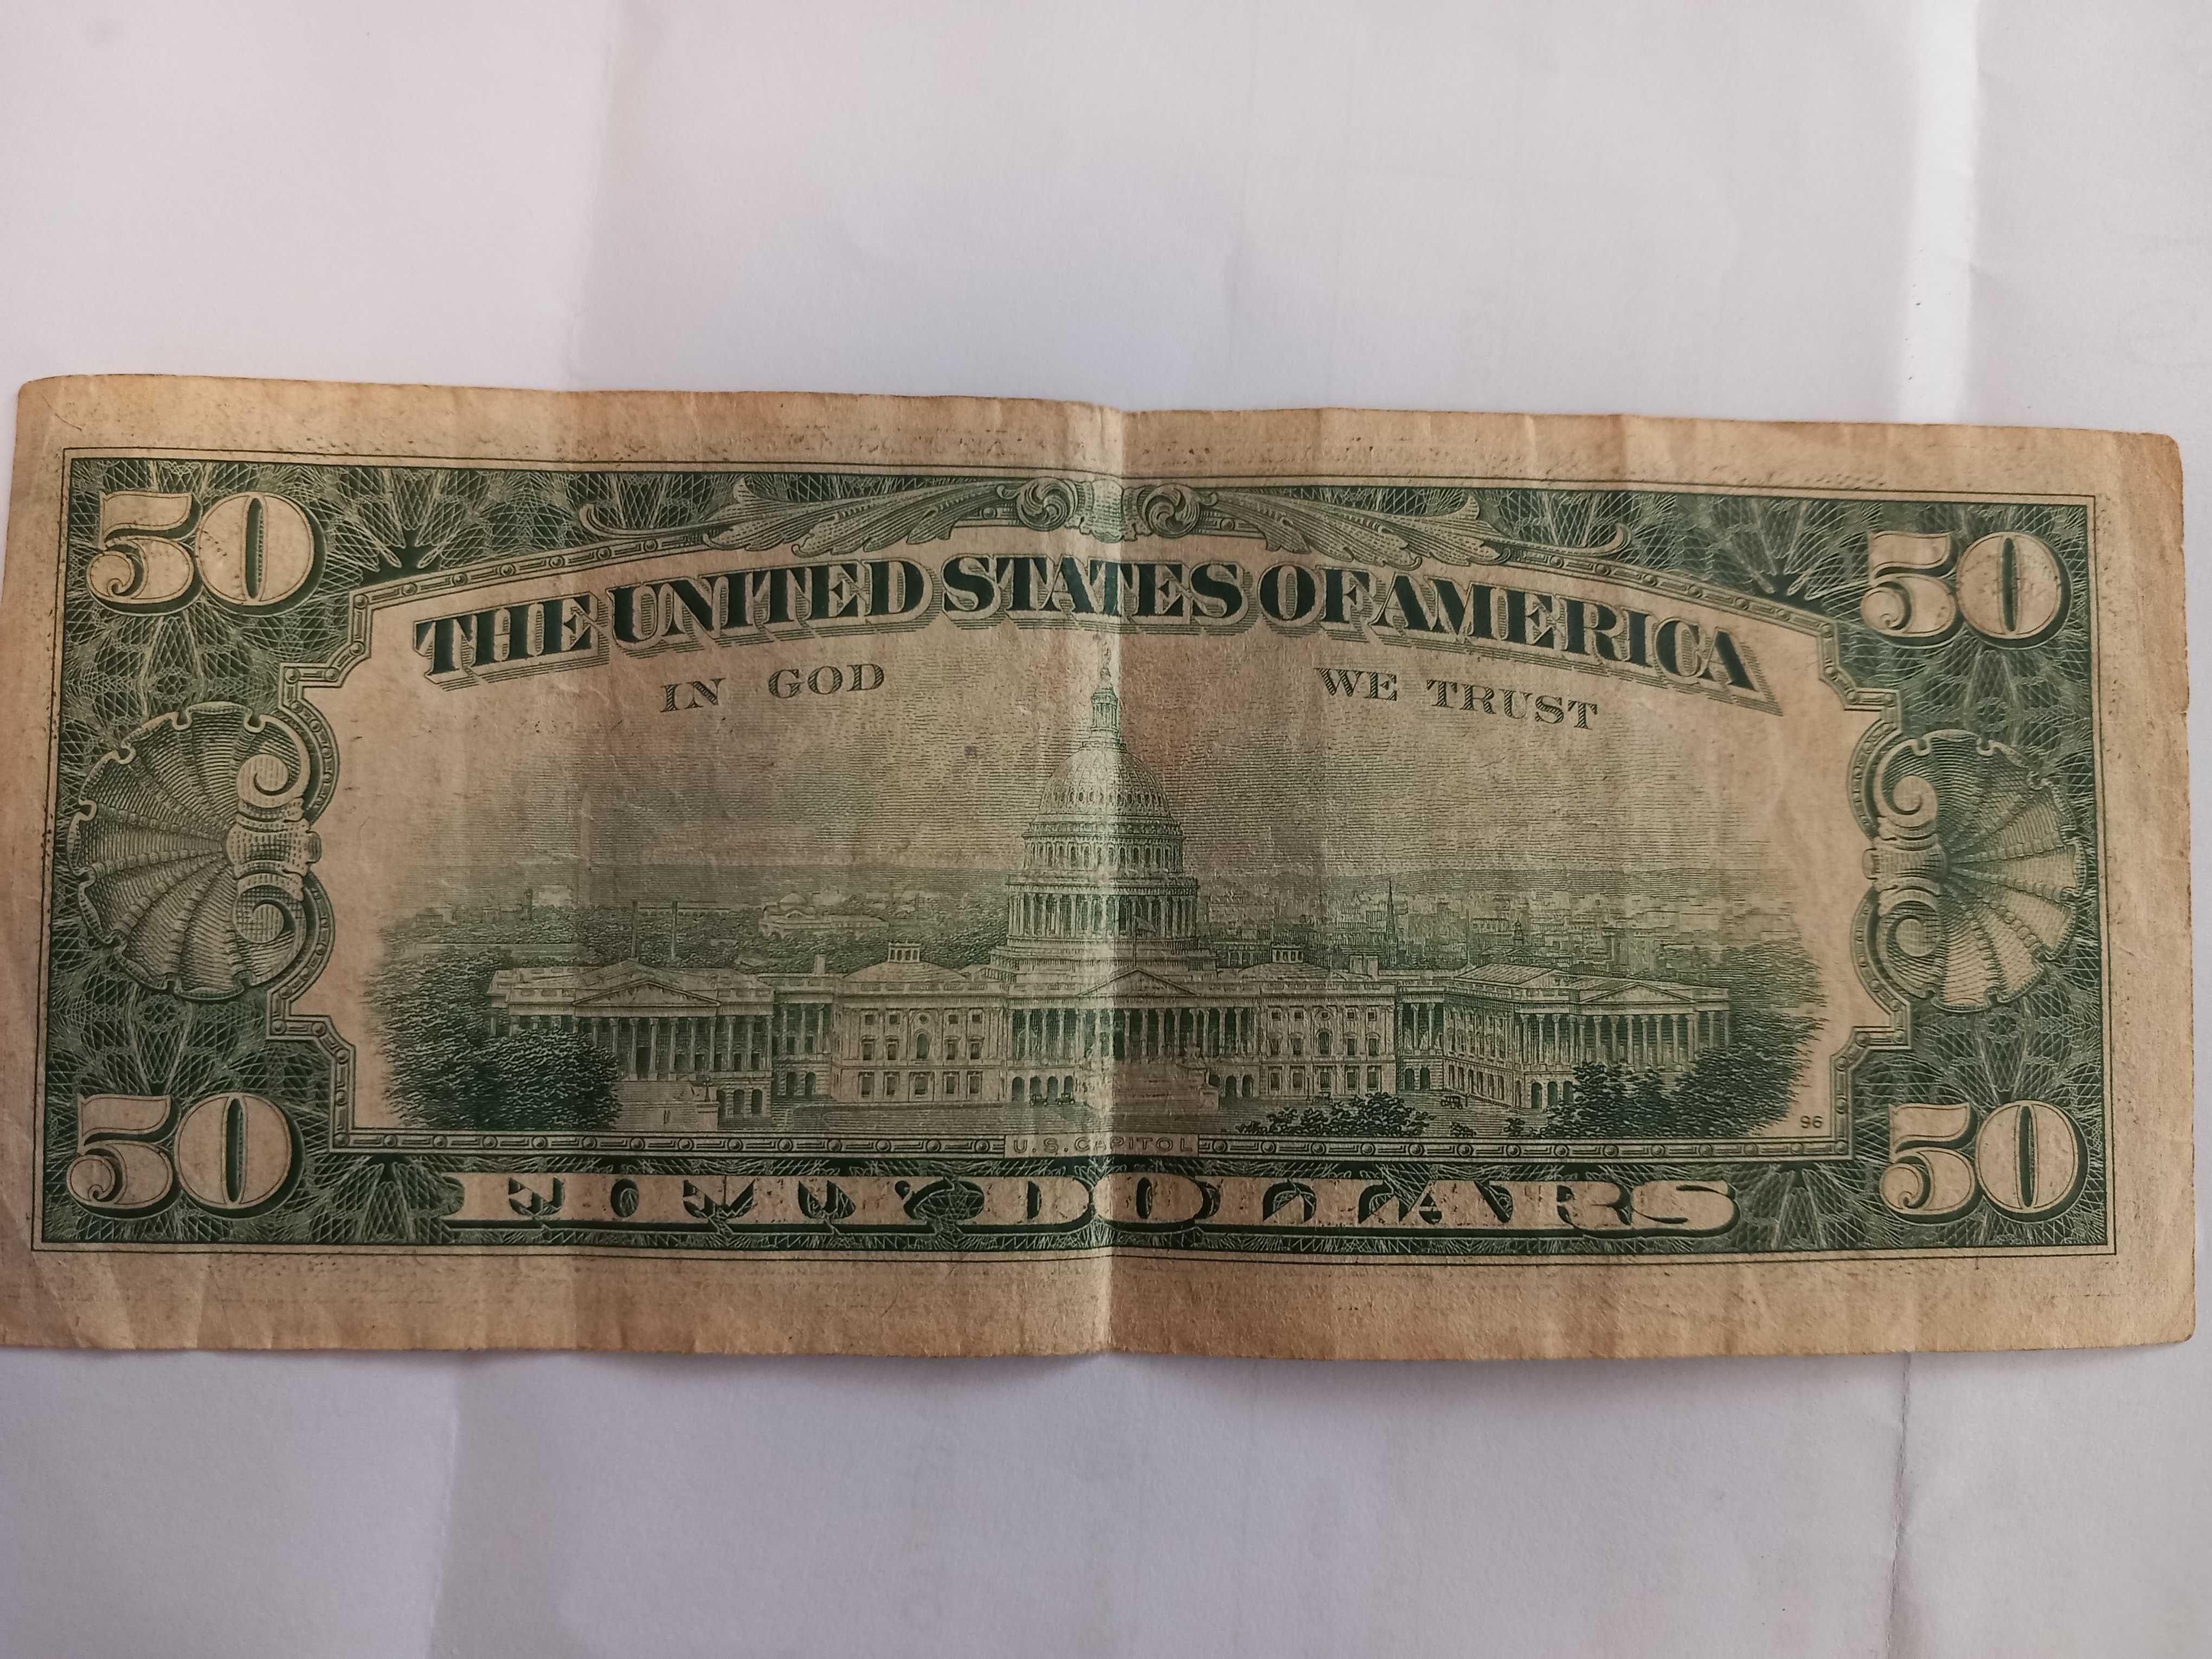 50 50
THE UNITED STATES OF AMERICA
IN GOD WE TRUST
96
U.S. CAPITOL
50 FIFTY DOLLARS 50